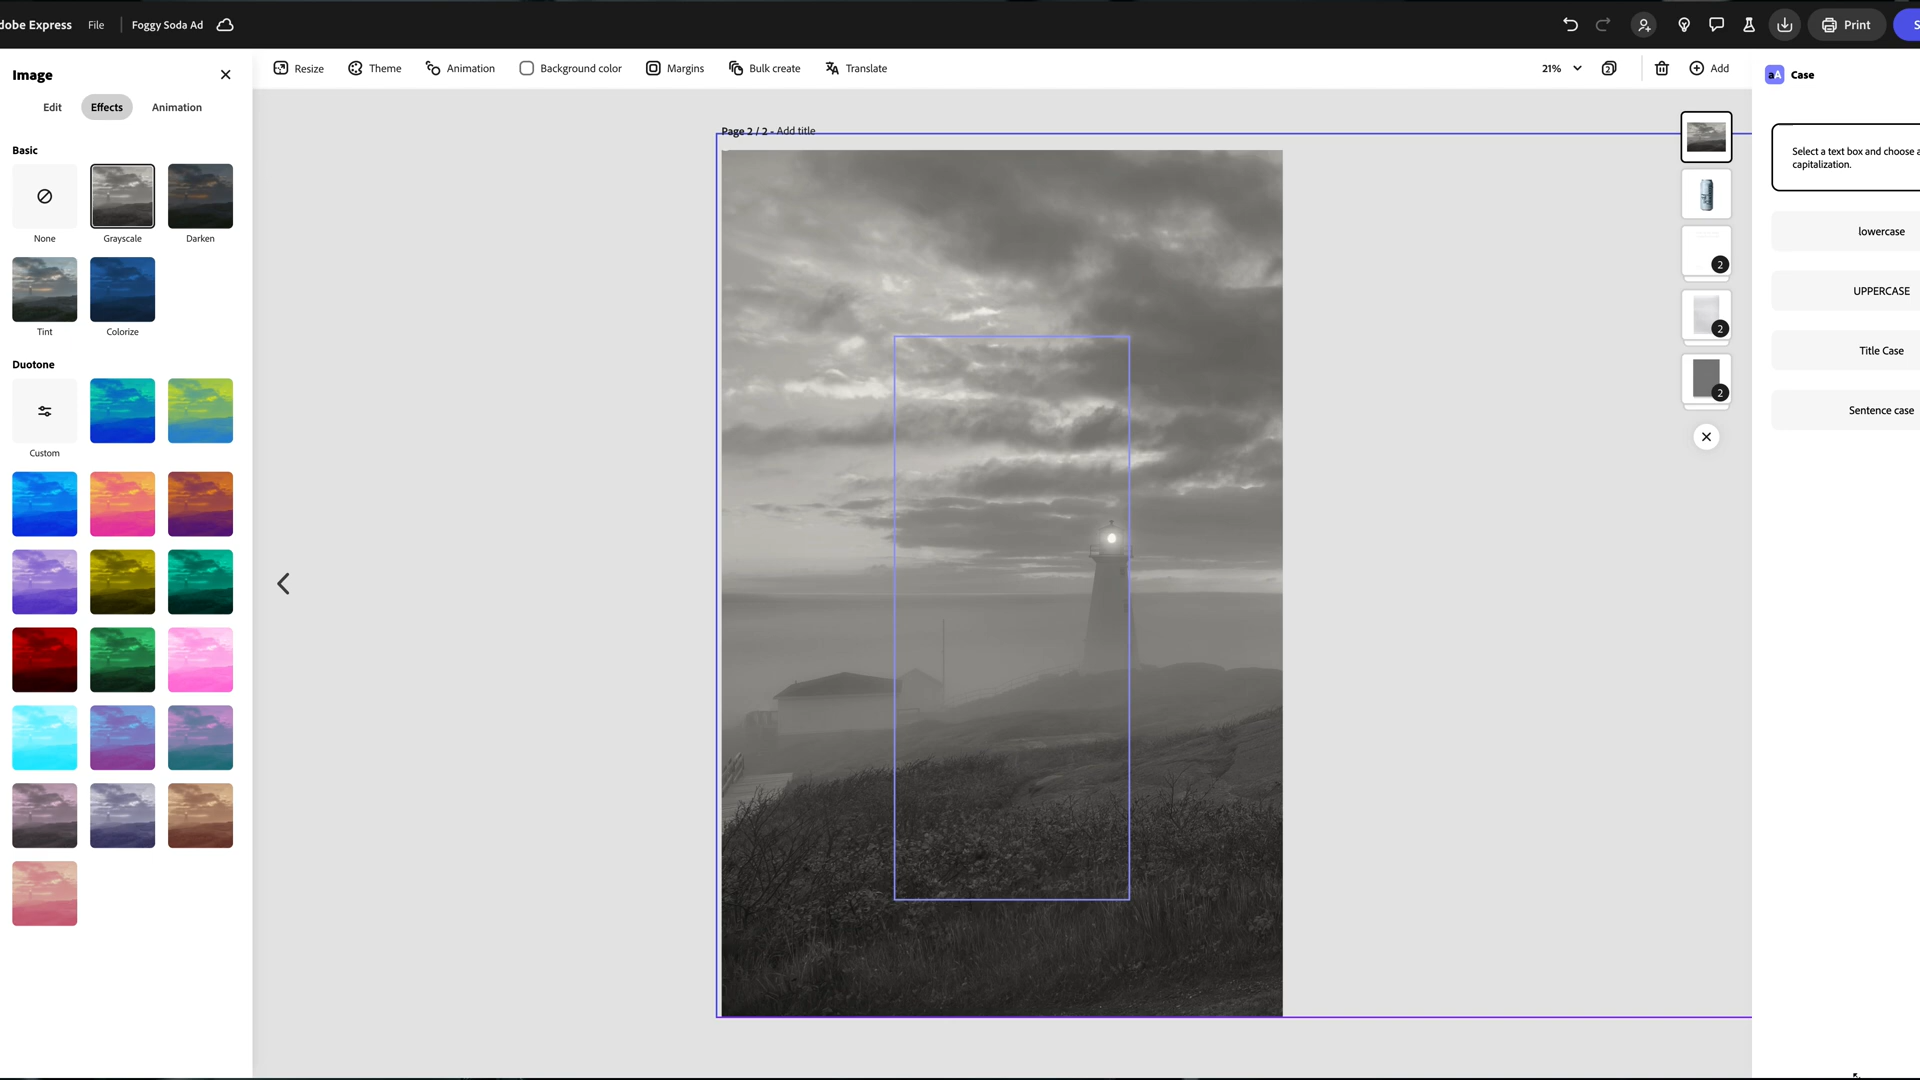 dobe Express File Foggy Soda Ad Print S
Image
Resize Theme Animation Background color Margins Bulk create Translate 21% 2 Add
aA Case
Edit Effects Animation
Page 2 / 2 - Add title
Basic
Select a text box and choose a
capitalization.
None Grayscale Darken
lowercase
2
UPPERCASE
Tint Colorize
2
Title Case
Duotone
2
Sentence case
Custom